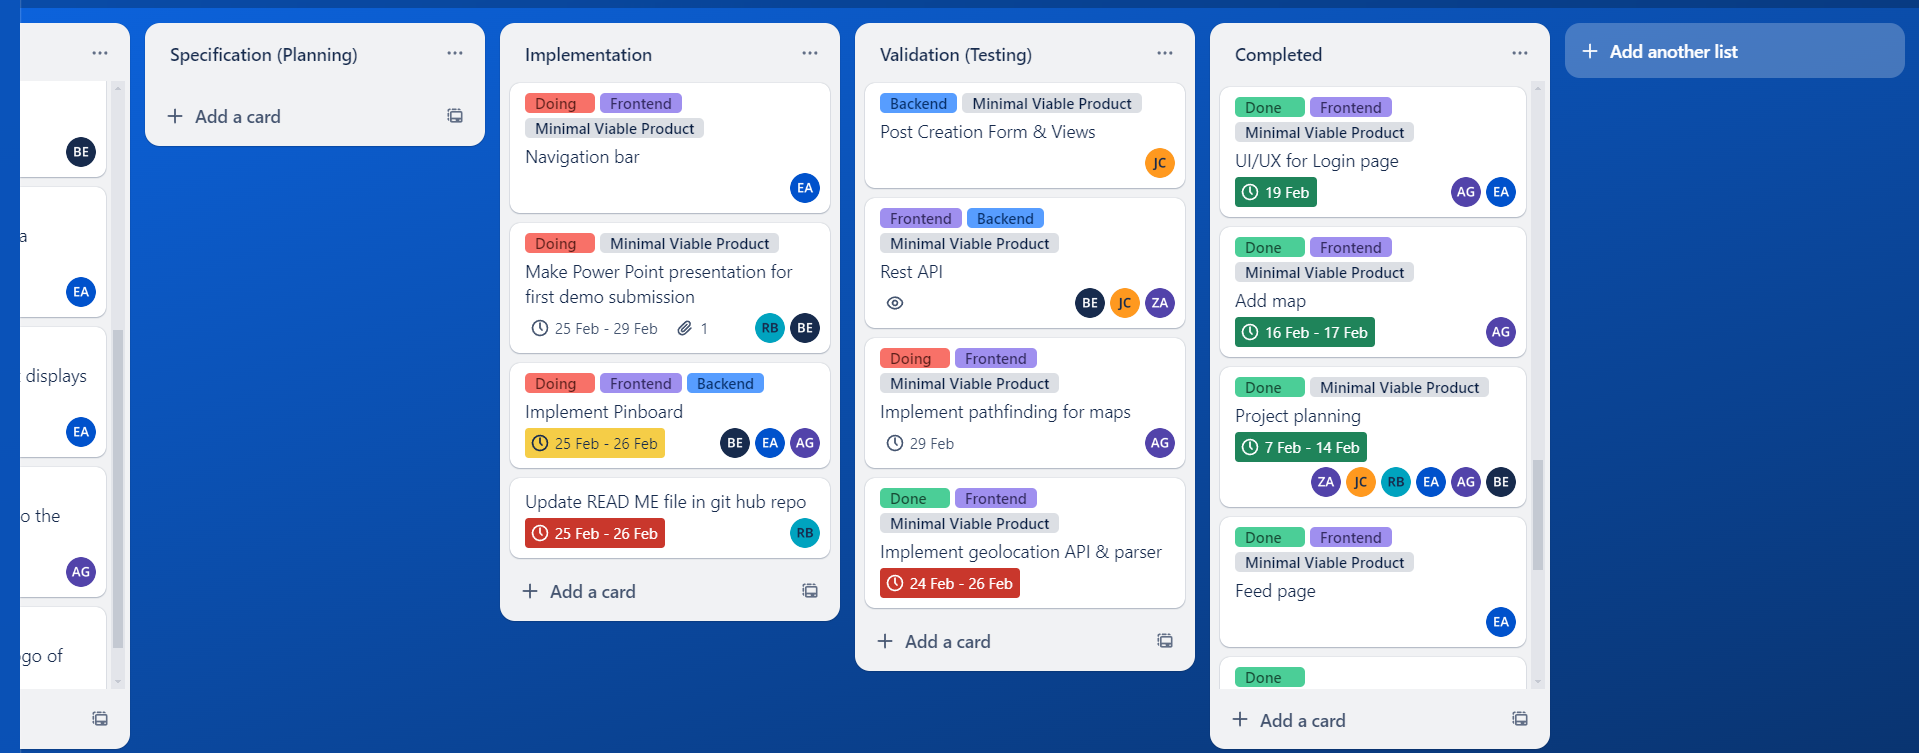 BE
a
EA
displays
EA
o the
AG
go of
Specification (Planning)
Add a card
Implementation
Doing Frontend
Minimal Viable Product
Navigation bar
EA
Doing Minimal Viable Product
Make Power Point presentation for
first demo submission
25 Feb - 29 Feb 1 RB BE
Doing Frontend Backend
Implement Pinboard
25 Feb - 26 Feb BE EA AG
Update READ ME file in git hub repo
25 Feb - 26 Feb RB
Add a card
Validation (Testing)
Backend Minimal Viable Product
Post Creation Form & Views
JC
Frontend Backend
Minimal Viable Product
Rest API
BE JC ZA
Doing Frontend
Minimal Viable Product
Implement pathfinding for maps
29 Feb AG
Done Frontend
Minimal Viable Product
Implement geolocation API & parser
24 Feb - 26 Feb
Add a card
Completed
Done Frontend
Minimal Viable Product
UI/UX for Login page
19 Feb AG EA
Done Frontend
Minimal Viable Product
Add map
16 Feb - 17 Feb AG
Done Minimal Viable Product
Project planning
7 Feb - 14 Feb
ZA JC RB EA AG BE
Done Frontend
Minimal Viable Product
Feed page
EA
Done
Add a card
Add another list